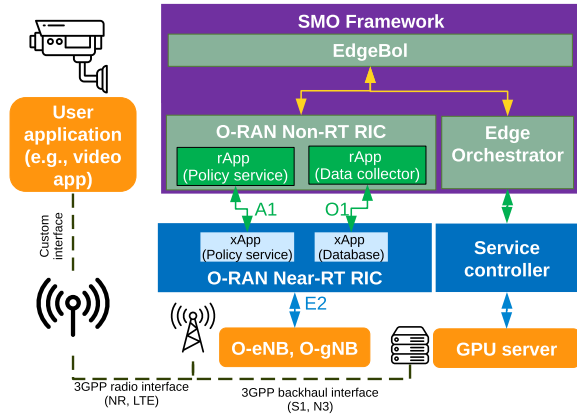 SMO Framework
EdgeBol
User
application
(e.g., video
app)
O-RAN Non-RT RIC
rApp
(Policy service)
rApp
(Data collector)
Edge
Orchestrator
A1
O1
Custom
interface
xApp
(Policy service)
xApp
(Database)
O-RAN Near-RT RIC
Service
controller
E2
O-eNB, O-gNB
GPU server
3GPP radio interface
(NR, LTE)
3GPP backhaul interface
(S1, N3)